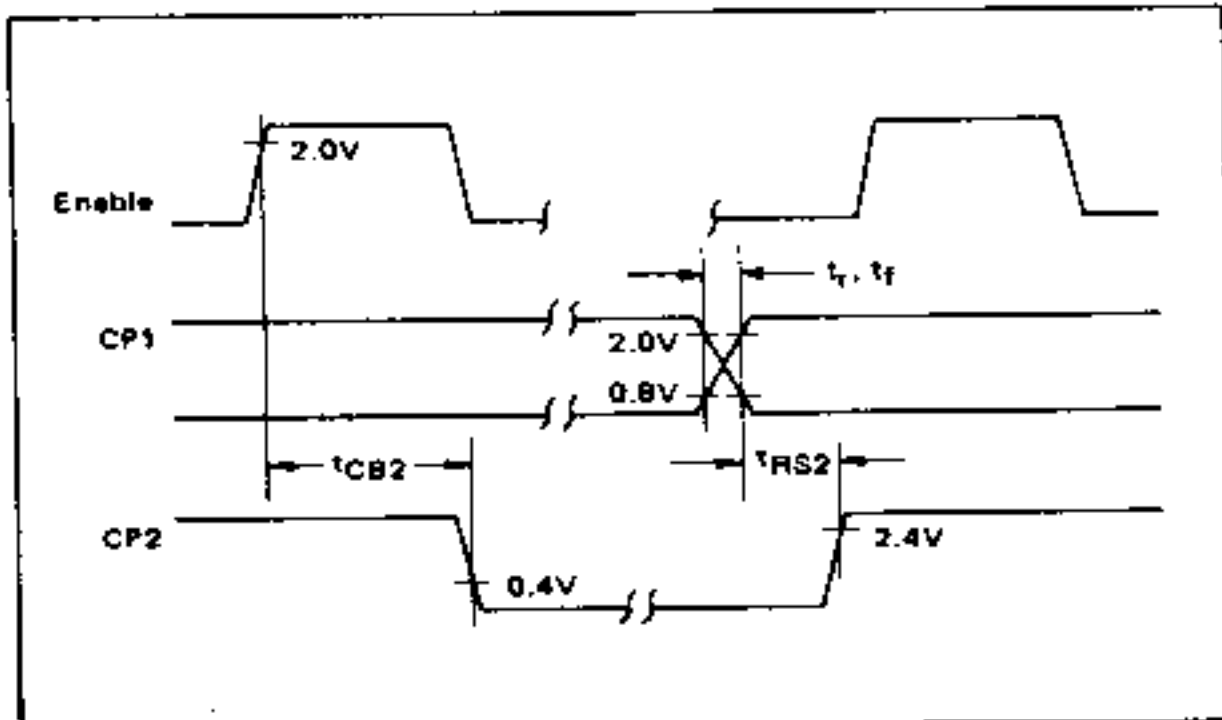 2.0V
Enable
tr, tf
CP1
2.0V
0.8V
tCB2
tRS2
CP2
2.4V
0.4V